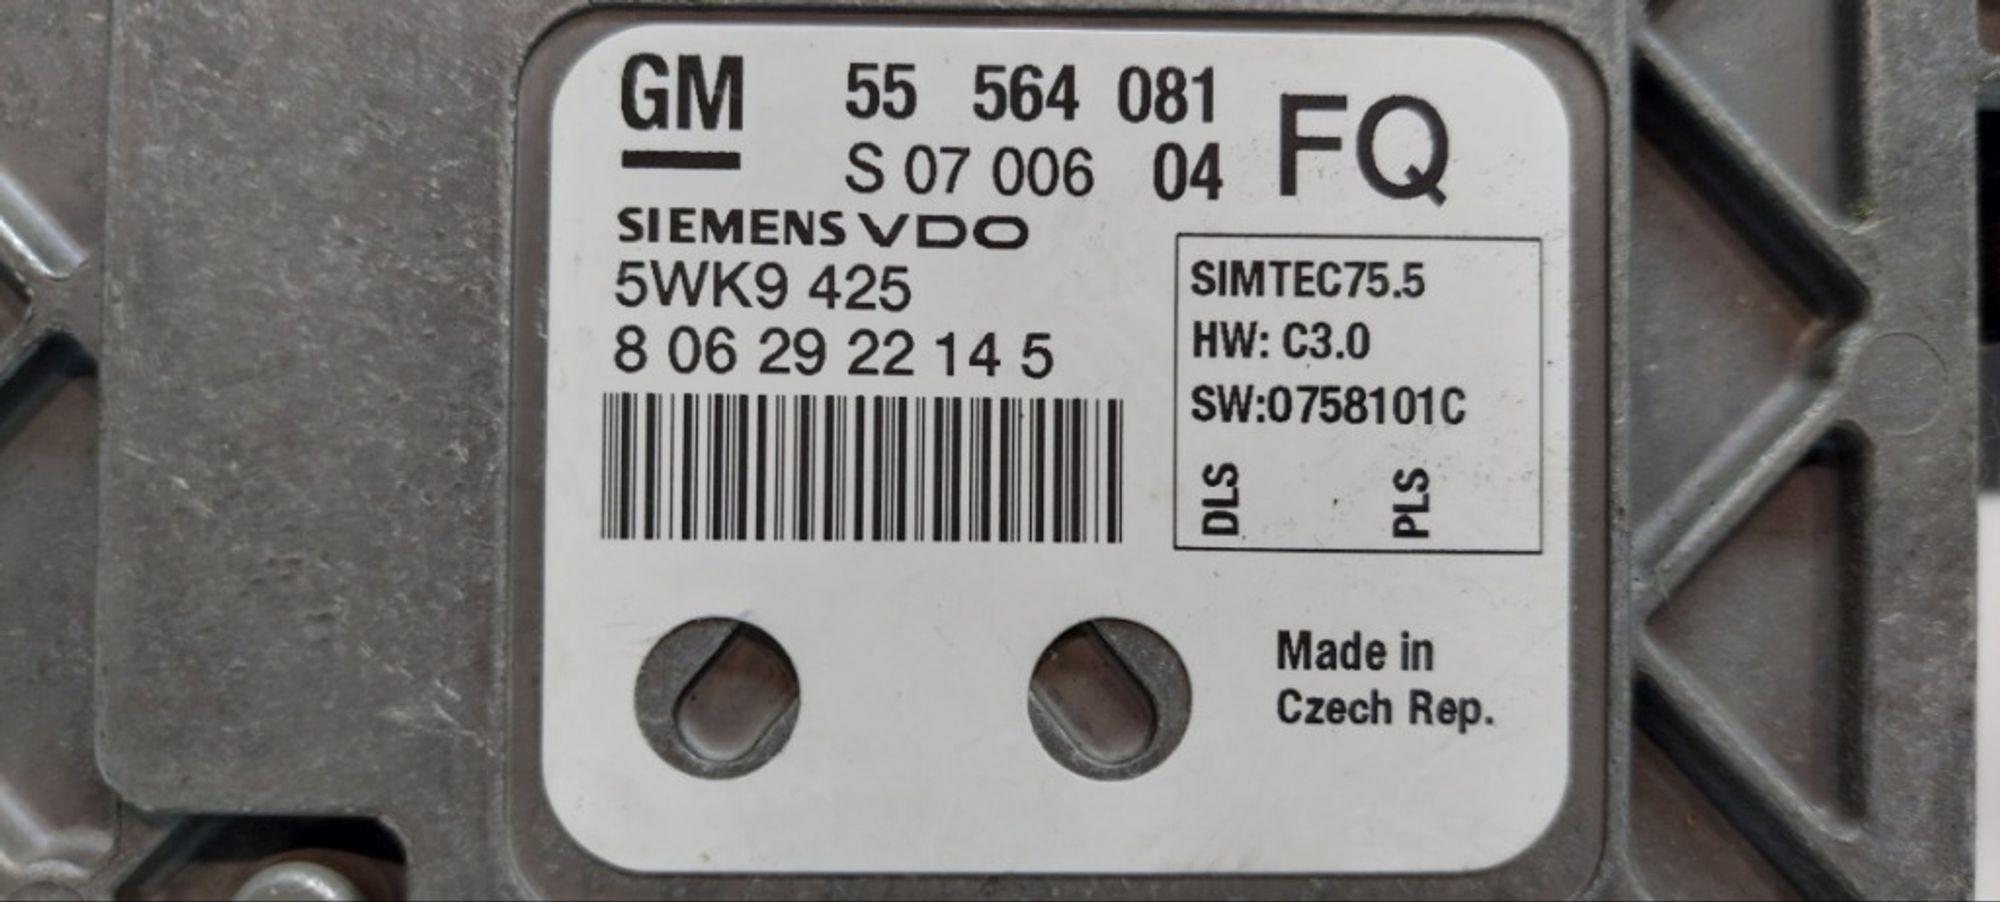 GM 55 564 081 FQ
S 07 006 04
SIEMENS VDO
5WK9 425
8 06 29 22 14 5
SIMTEC75.5
HW: C3.0
SW:0758101C
DLS PLS
Made in
Czech Rep.